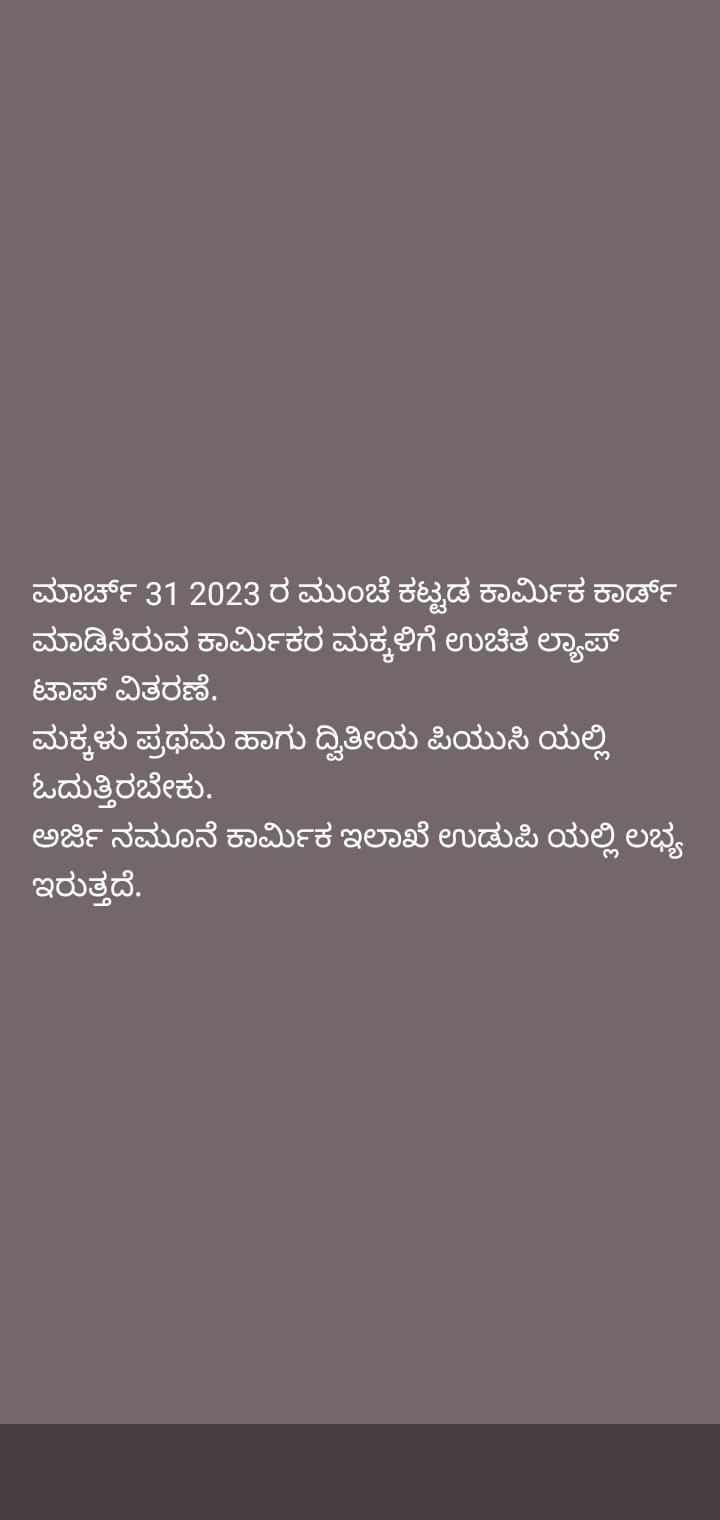 ಮಾರ್ಚ್ 31 2023 ರ ಮುಂಚೆ ಕಟ್ಟಡ ಕಾರ್ಮಿಕ ಕಾರ್ಡ್
ಮಾಡಿಸಿರುವ ಕಾರ್ಮಿಕರ ಮಕ್ಕಳಿಗೆ ಉಚಿತ ಲ್ಯಾಪ್
ಟಾಪ್ ವಿತರಣೆ.
ಮಕ್ಕಳು ಪ್ರಥಮ ಹಾಗು ದ್ವಿತೀಯ ಪಿಯುಸಿ ಯಲ್ಲಿ
ಓದುತ್ತಿರಬೇಕು.
ಅರ್ಜಿ ನಮೂನೆ ಕಾರ್ಮಿಕ ಇಲಾಖೆ ಉಡುಪಿ ಯಲ್ಲಿ ಲಭ್ಯ
ಇರುತ್ತದೆ.